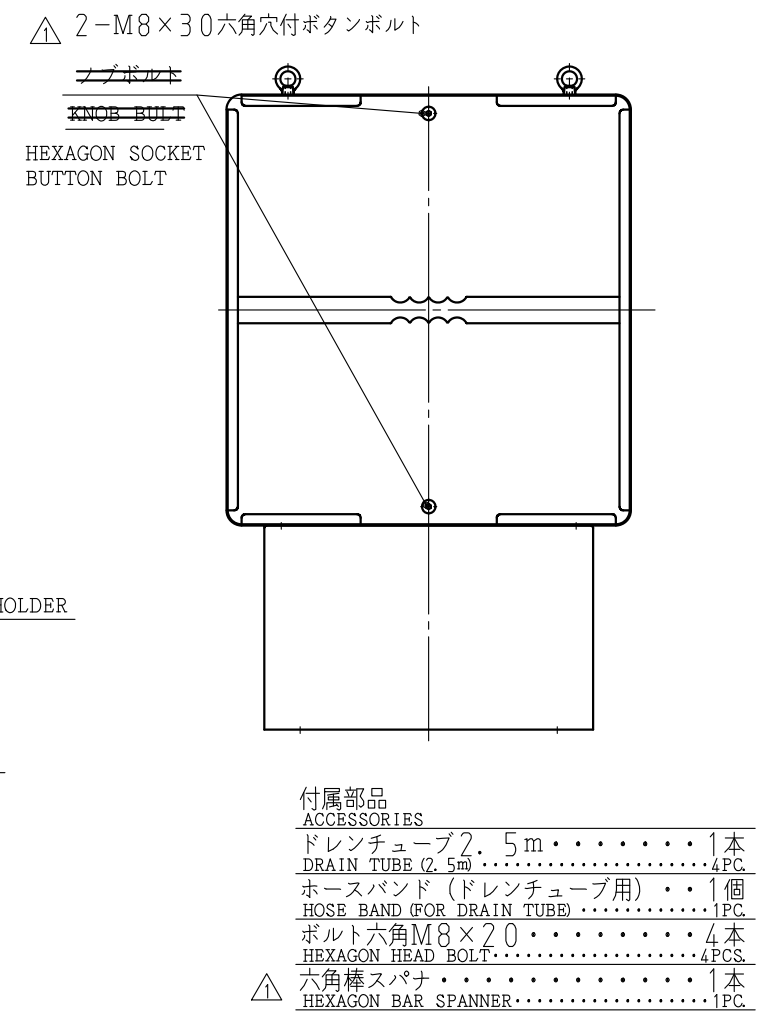 1 2-M8×30六角穴付ボタンボルト
ノブボルト
KNOB BULT
HEXAGON SOCKET
BUTTON BOLT
HOLDER
付属部品
ACCESSORIES
ドレンチューブ2.5m・・・・・・・1本
DRAIN TUBE(2.5m)····················4PC.
ホースバンド(ドレンチューブ用)・・1個
HOSE BAND(FOR DRAIN TUBE)············1PC.
ボルト六角M8×20・・・・・・・4本
HEXAGON HEAD BOLT···················4PCS.
1 六角棒スパナ・・・・・・・・・・・・1本
HEXAGON BAR SPANNER·················1PC.